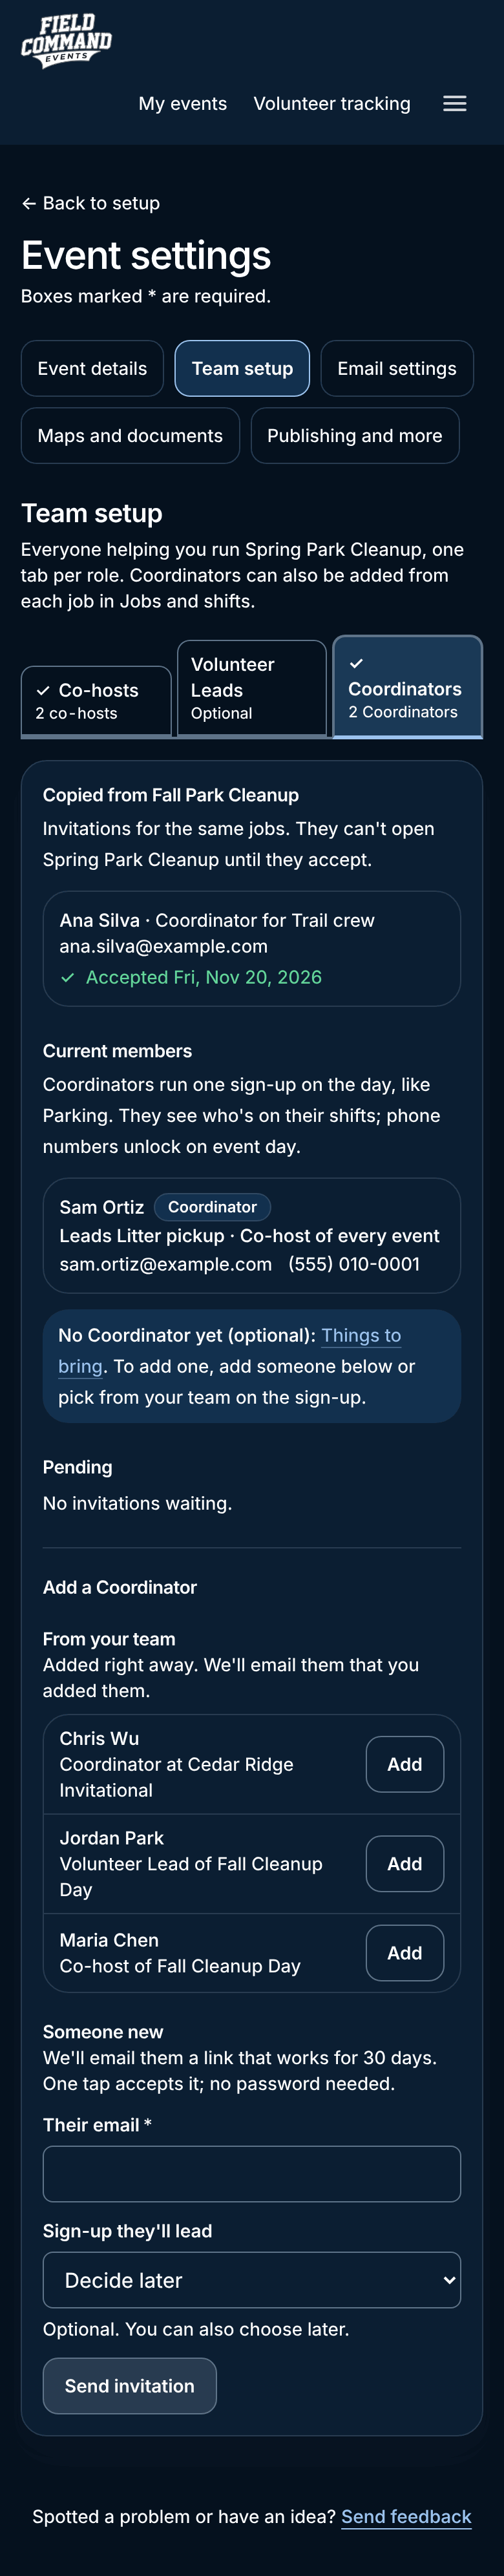 FIELD
COMMAND
EVENTS
My events Volunteer tracking
← Back to setup
Event settings
Boxes marked * are required.
Event details Team setup Email settings
Maps and documents Publishing and more
Team setup
Everyone helping you run Spring Park Cleanup, one
tab per role. Coordinators can also be added from
each job in Jobs and shifts.
✓ Co-hosts
2 co-hosts
Volunteer
Leads
Optional
✓
Coordinators
2 Coordinators
Copied from Fall Park Cleanup
Invitations for the same jobs. They can't open
Spring Park Cleanup until they accept.
Ana Silva · Coordinator for Trail crew
ana.silva@example.com
✓ Accepted Fri, Nov 20, 2026
Current members
Coordinators run one sign-up on the day, like
Parking. They see who's on their shifts; phone
numbers unlock on event day.
Sam Ortiz Coordinator
Leads Litter pickup · Co-host of every event
sam.ortiz@example.com (555) 010-0001
No Coordinator yet (optional): Things to
bring. To add one, add someone below or
pick from your team on the sign-up.
Pending
No invitations waiting.
Add a Coordinator
From your team
Added right away. We'll email them that you
added them.
Chris Wu
Coordinator at Cedar Ridge
Invitational
Add
Jordan Park
Volunteer Lead of Fall Cleanup
Day
Add
Maria Chen
Co-host of Fall Cleanup Day
Add
Someone new
We'll email them a link that works for 30 days.
One tap accepts it; no password needed.
Their email *
Sign-up they'll lead
Decide later
Optional. You can also choose later.
Send invitation
Spotted a problem or have an idea? Send feedback